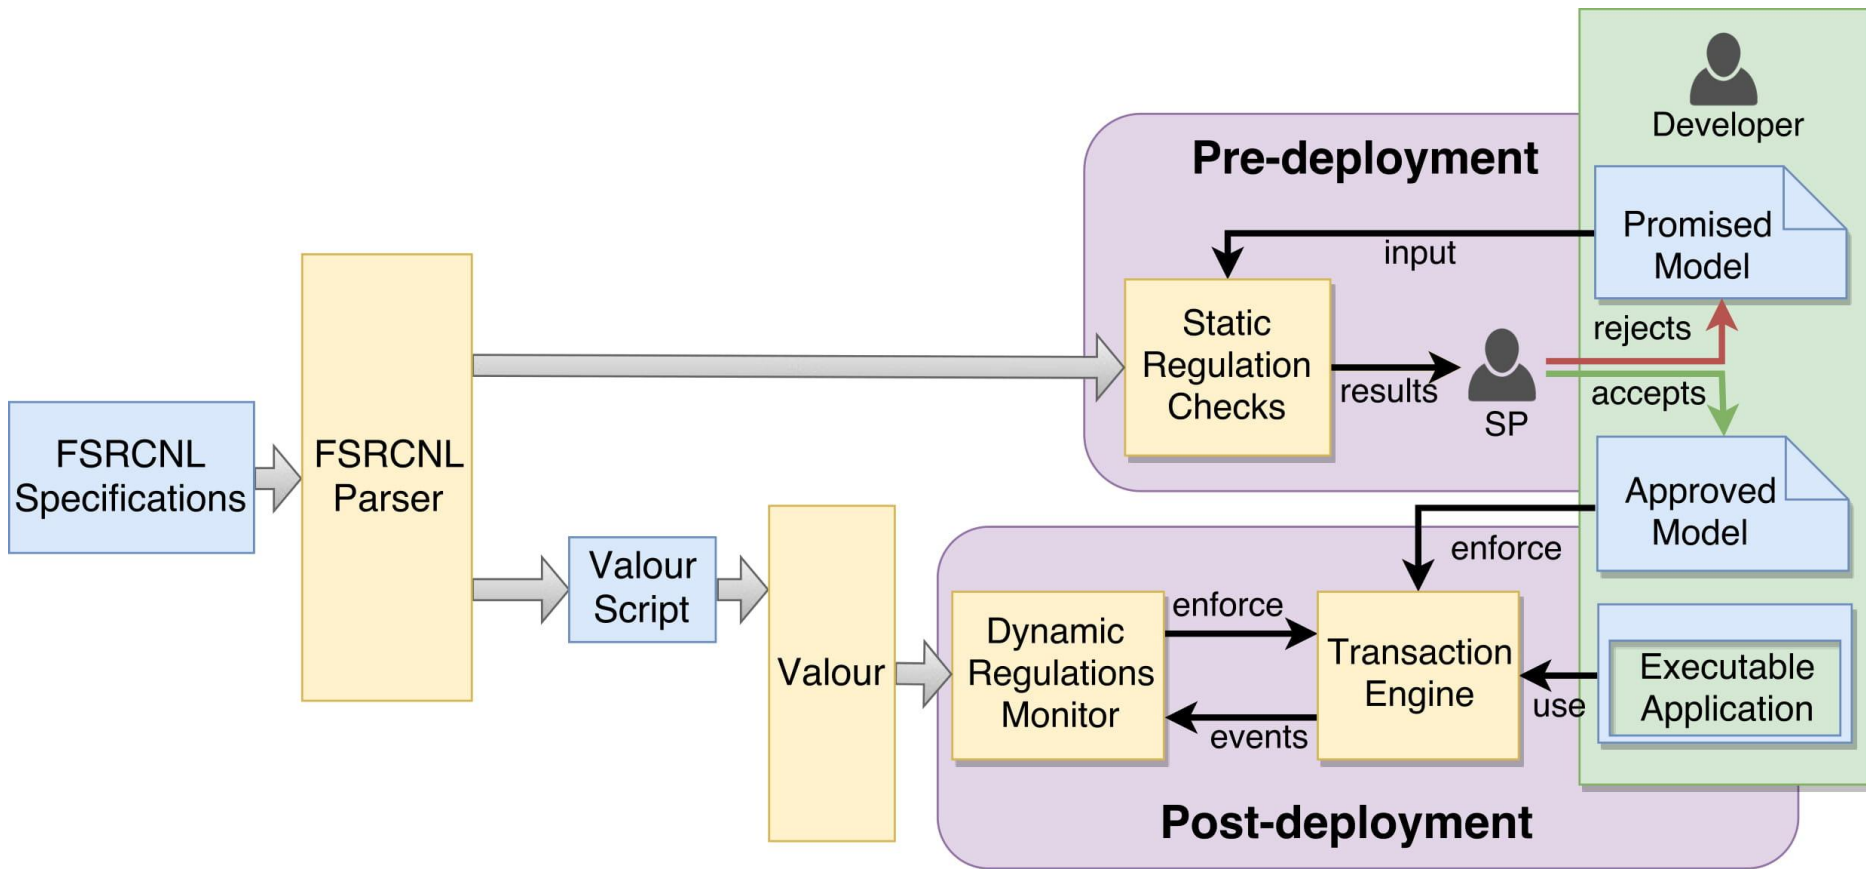 Developer
Pre-deployment
Promised
Model
input
Static
Regulation
Checks
results
SP
rejects
accepts
FSRCNL
Specifications
FSRCNL
Parser
Valour
Script
Valour
Approved
Model
enforce
Dynamic
Regulations
Monitor
enforce
events
Transaction
Engine
use
Executable
Application
Post-deployment